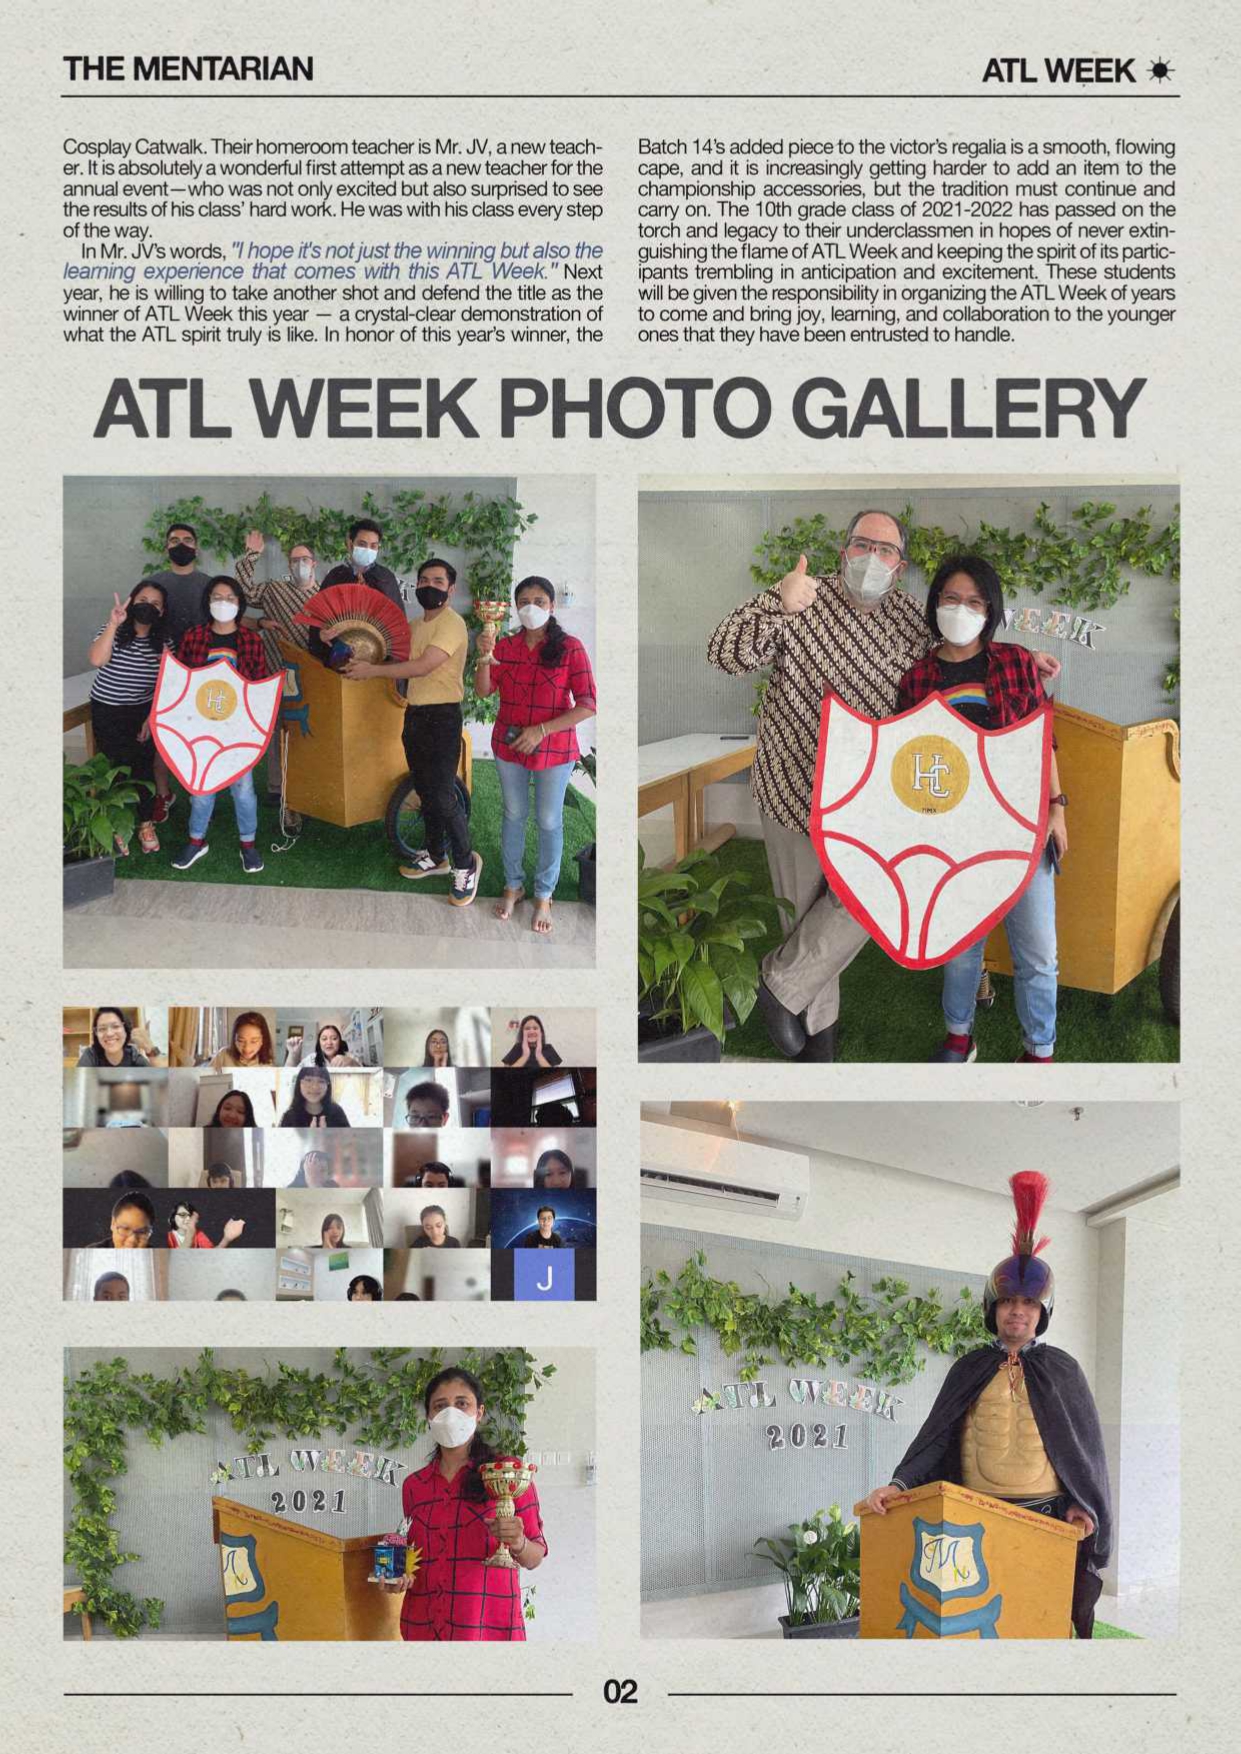 THE MENTARIAN
ATL WEEK
Cosplay Catwalk. Their homeroom teacher is Mr. JV, a new teach-
er. It is absolutely a wonderful first attempt as a new teacher for the
annual event—who was not only excited but also surprised to see
the results of his class' hard work. He was with his class every step
of the way.
In Mr. JV's words, "I hope it's not just the winning but also the
learning experience that comes with this ATL Week." Next
year, he is willing to take another shot and defend the title as the
winner of ATL Week this year — a crystal-clear demonstration of
what the ATL spirit truly is like. In honor of this year's winner, the
Batch 14's added piece to the victor's regalia is a smooth, flowing
cape, and it is increasingly getting harder to add an item to the
championship accessories, but the tradition must continue and
carry on. The 10th grade class of 2021-2022 has passed on the
torch and legacy to their underclassmen in hopes of never extin-
guishing the flame of ATL Week and keeping the spirit of its partic-
ipants trembling in anticipation and excitement. These students
will be given the responsibility in organizing the ATL Week of years
to come and bring joy, learning, and collaboration to the younger
ones that they have been entrusted to handle.
ATL WEEK PHOTO GALLERY
HC
WEEK
HC
J
ATL WEEK
2021
ATL WEEK
2021
M
02